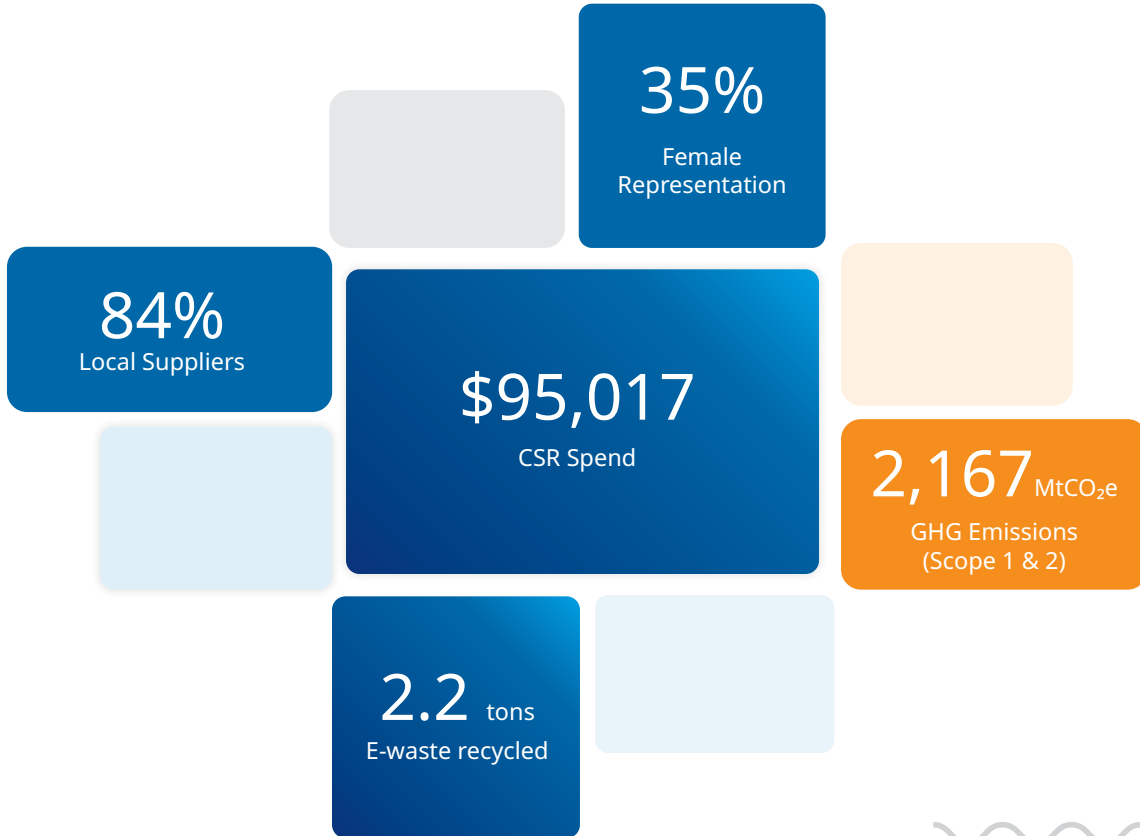 35%
Female
Representation
84%
Local Suppliers
$95,017
CSR Spend
2,167 MtCO₂e
GHG Emissions
(Scope 1 & 2)
2.2 tons
E-waste recycled